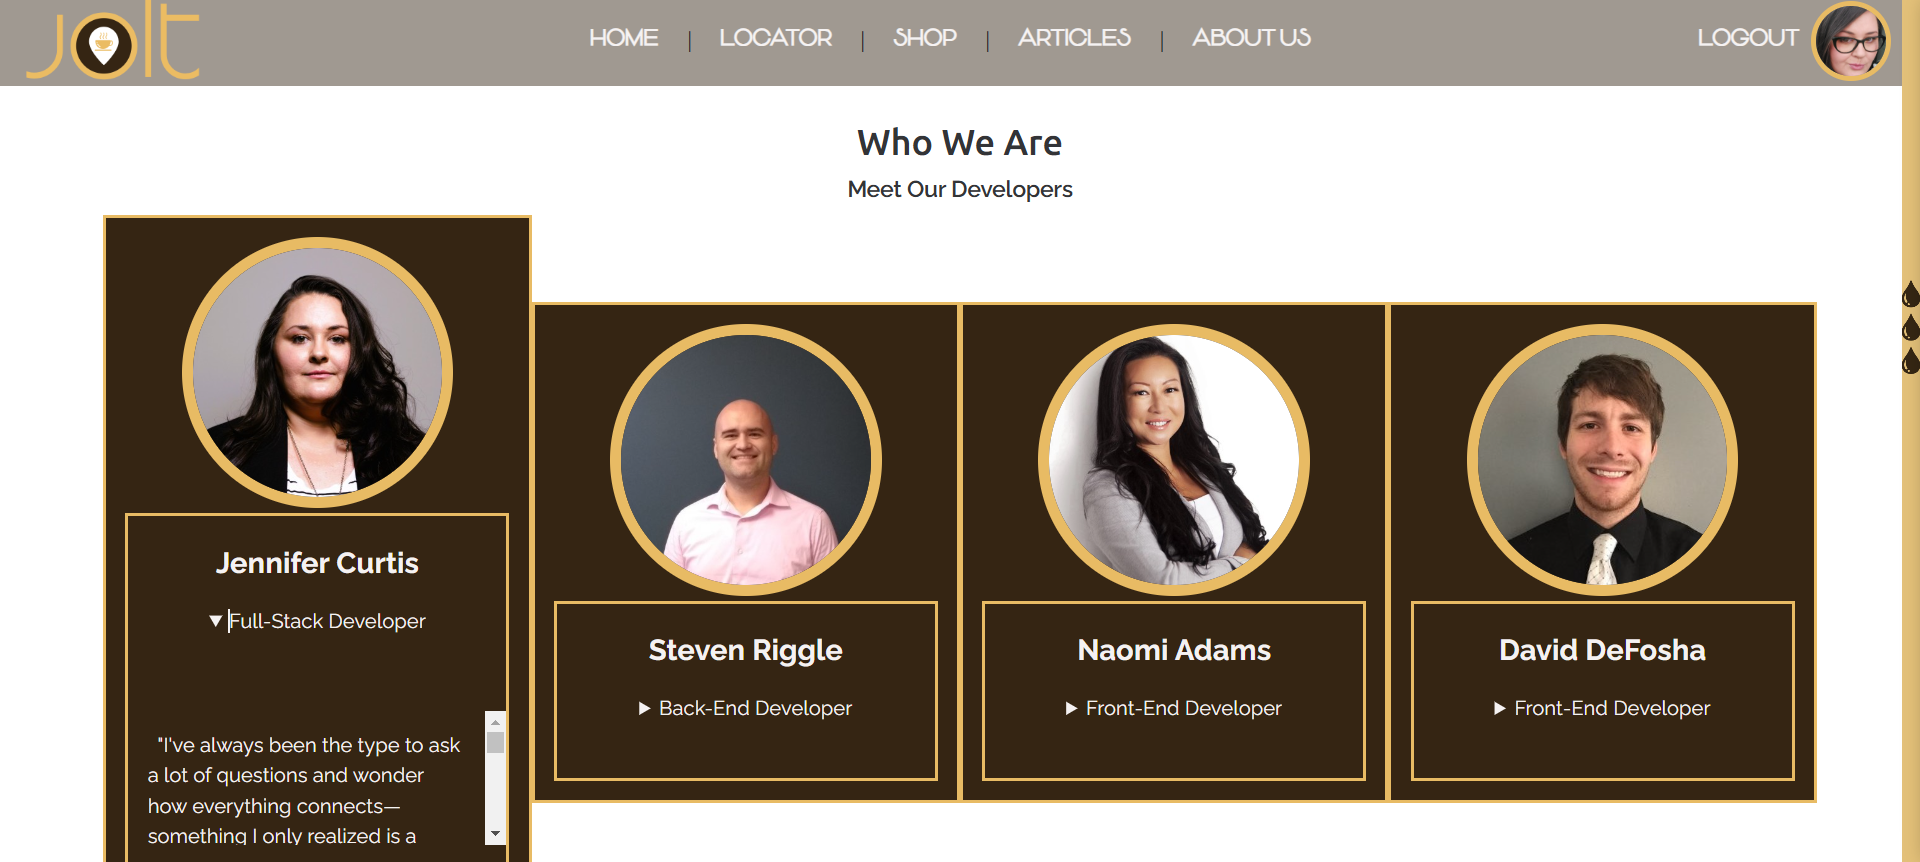 jolt
HOME | LOCATOR | SHOP | ARTICLES | ABOUT US
LOGOUT
Who We Are
Meet Our Developers
Jennifer Curtis
Full-Stack Developer
"I've always been the type to ask
a lot of questions and wonder
how everything connects—
something I only realized is a
Steven Riggle
Back-End Developer
Naomi Adams
Front-End Developer
David DeFosha
Front-End Developer